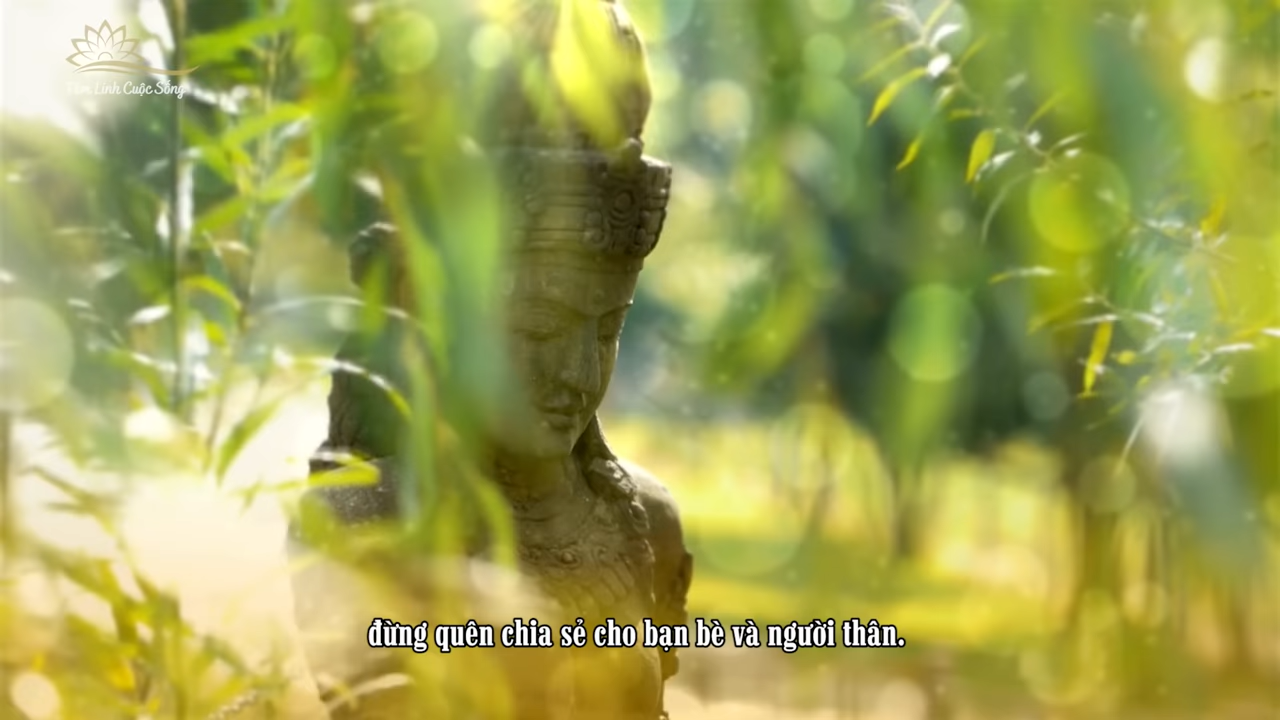 Tâm Linh Cuộc Sống
đừng quên chia sẻ cho bạn bè và người thân.